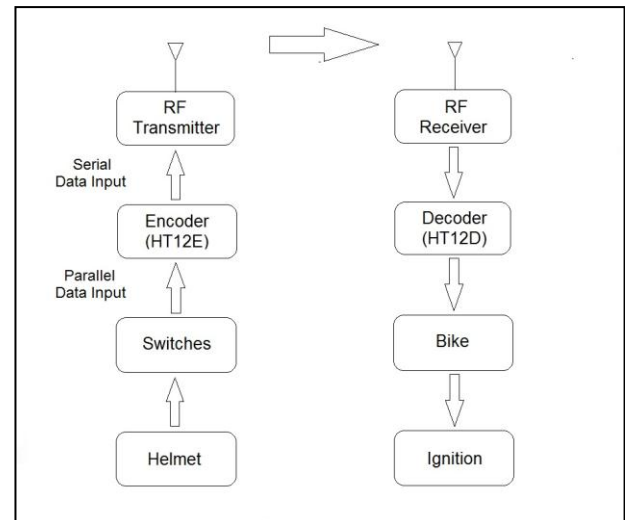 RF
Transmitter
Serial
Data Input
Encoder
(HT12E)
Parallel
Data Input
Switches
Helmet
RF
Receiver
Decoder
(HT12D)
Bike
Ignition